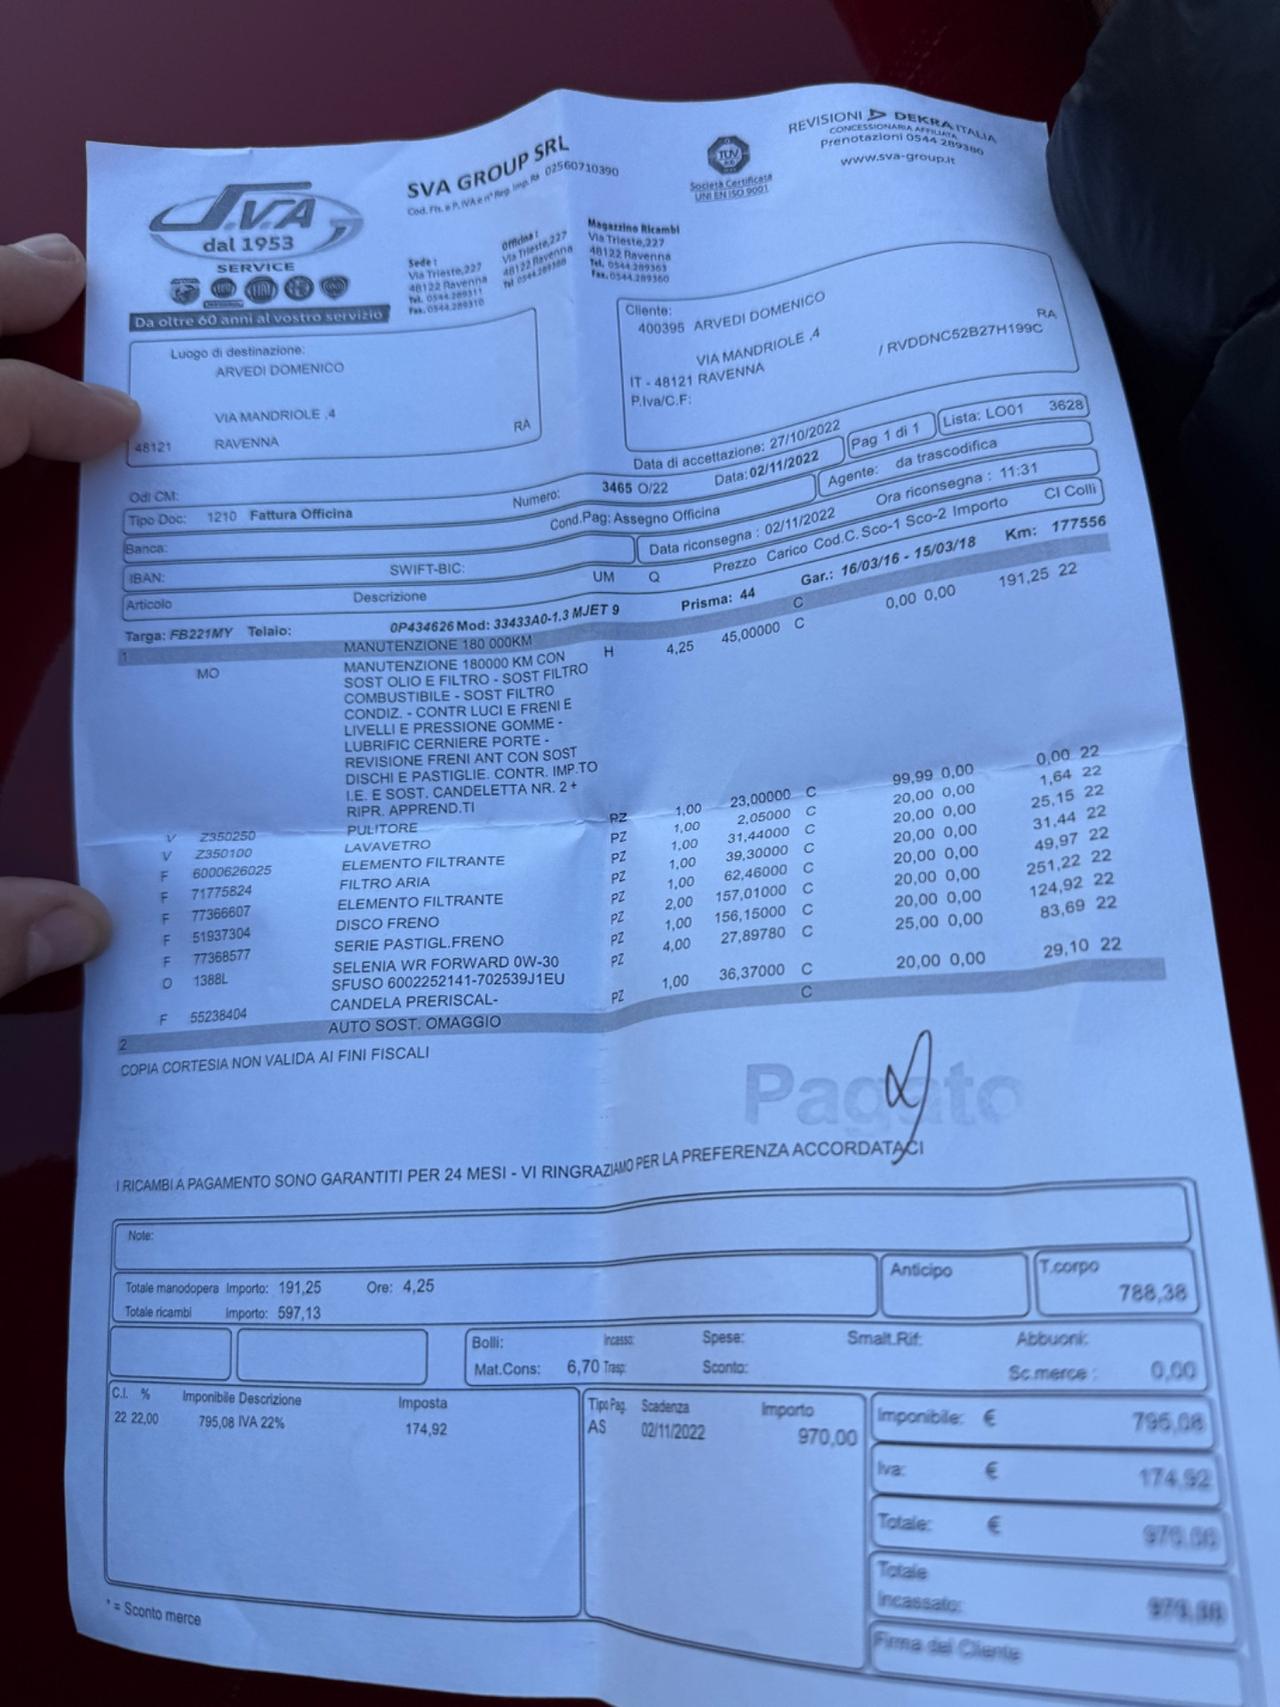 S.V.A
dal 1953
SERVICE
Da oltre 60 anni al vostro servizio
SVA GROUP SRL
Cod. Fis. e P. IVA e n° Reg. Imp. Ra 02560710390
Sede :
Via Trieste,227
48122 Ravenna
Tel. 0544.289311
Fax. 0544.289310
Officina :
Via Trieste,227
48122 Ravenna
Tel 0544.289388
Magazzino Ricambi
Via Trieste,227
48122 Ravenna
Tel. 0544.289363
Fax. 0544.289360
TUV
Società Certificata
UNI EN ISO 9001
REVISIONI DEKRA ITALIA
CONCESSIONARIA AFFILIATA
Prenotazioni 0544 289380
www.sva-group.it
Luogo di destinazione:
ARVEDI DOMENICO
VIA MANDRIOLE ,4
48121 RAVENNA RA
Cliente:
400395 ARVEDI DOMENICO
VIA MANDRIOLE ,4 RA
IT - 48121 RAVENNA / RVDDNC52B27H199C
P.Iva/C.F:
Data di accettazione: 27/10/2022
Odl CM: Numero: 3465 O/22 Data: 02/11/2022 Pag 1 di 1 Lista: LO01 3628
Tipo Doc: 1210 Fattura Officina Cond.Pag: Assegno Officina Agente: da trascodifica
Banca: Data riconsegna : 02/11/2022 Ora riconsegna : 11:31
IBAN: SWIFT-BIC:
Articolo Descrizione UM Q Prezzo Carico Cod.C. Sco-1 Sco-2 Importo CI Colli
Targa: FB221MY Telaio: 0P434626 Mod: 33433A0-1.3 MJET 9 Prisma: 44 Gar.: 16/03/16 - 15/03/18 Km: 177556
1 MANUTENZIONE 180 000KM C
MO MANUTENZIONE 180000 KM CON H 4,25 45,00000 C 0,00 0,00 191,25 22
SOST OLIO E FILTRO - SOST FILTRO
COMBUSTIBILE - SOST FILTRO
CONDIZ. - CONTR LUCI E FRENI E
LIVELLI E PRESSIONE GOMME -
LUBRIFIC CERNIERE PORTE -
REVISIONE FRENI ANT CON SOST
DISCHI E PASTIGLIE. CONTR. IMP.TO
I.E. E SOST. CANDELETTA NR. 2 +
RIPR. APPREND.TI
V Z350250 PULITORE PZ 1,00 23,00000 C 99,99 0,00 0,00 22
V Z350100 LAVAVETRO PZ 1,00 2,05000 C 20,00 0,00 1,64 22
F 6000626025 ELEMENTO FILTRANTE PZ 1,00 31,44000 C 20,00 0,00 25,15 22
F 71775824 FILTRO ARIA PZ 1,00 39,30000 C 20,00 0,00 31,44 22
F 77366607 ELEMENTO FILTRANTE PZ 1,00 62,46000 C 20,00 0,00 49,97 22
F 51937304 DISCO FRENO PZ 2,00 157,01000 C 20,00 0,00 251,22 22
F 77368577 SERIE PASTIGL.FRENO PZ 1,00 156,15000 C 20,00 0,00 124,92 22
O 1388L SELENIA WR FORWARD 0W-30 PZ 4,00 27,89780 C 25,00 0,00 83,69 22
SFUSO 6002252141-702539J1EU
F 55238404 CANDELA PRERISCAL- PZ 1,00 36,37000 C 20,00 0,00 29,10 22
2 AUTO SOST. OMAGGIO C
COPIA CORTESIA NON VALIDA AI FINI FISCALI
Pagato
I RICAMBI A PAGAMENTO SONO GARANTITI PER 24 MESI - VI RINGRAZIAMO PER LA PREFERENZA ACCORDATACI
Note:
Totale manodopera Importo: 191,25 Ore: 4,25
Totale ricambi Importo: 597,13
Anticipo
T.corpo
788,38
Bolli: Incasso: Spese: Smalt.Rif: Abbuoni:
Mat.Cons: 6,70 Trasp: Sconto: Sc.merce : 0,00
C.I. % Imponibile Descrizione Imposta
22 22,00 795,08 IVA 22% 174,92
Tipo Pag. Scadenza Importo
AS 02/11/2022 970,00
Imponibile: € 795,08
Iva: € 174,92
Totale: €
Totale
Incassato:
Firma del Cliente
* = Sconto merce